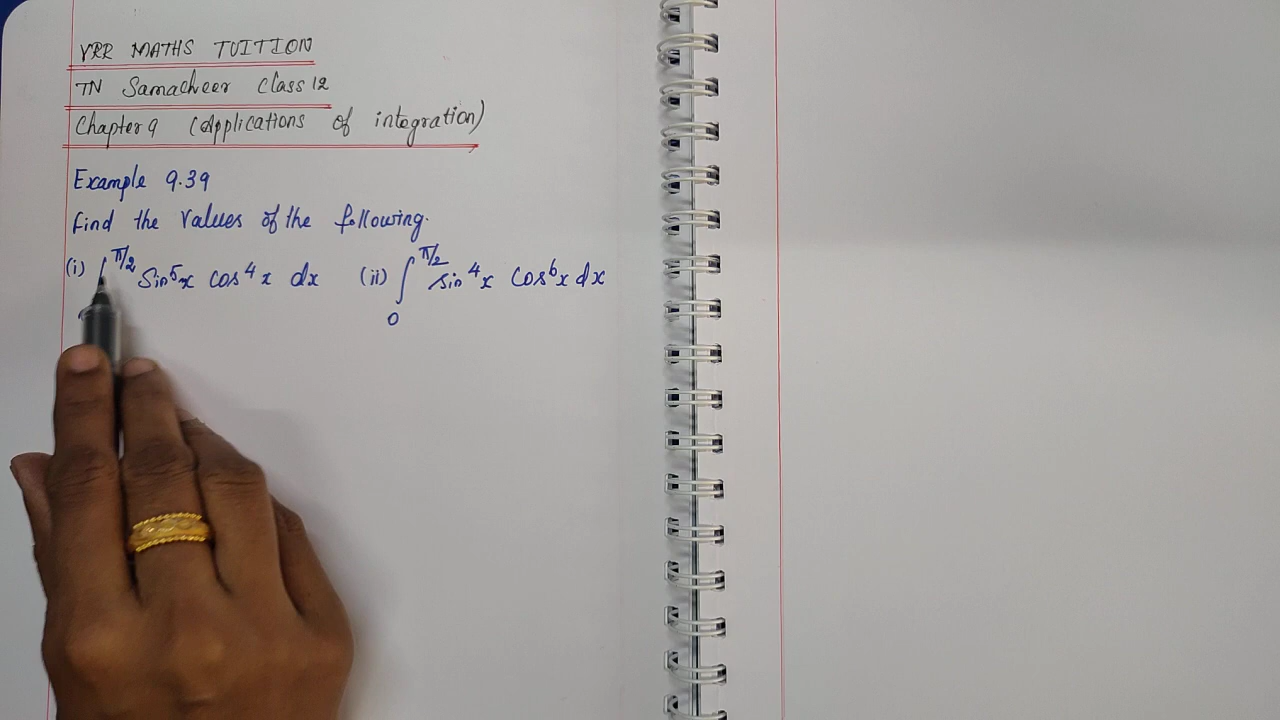 YRR MATHS TUITION
TN Samacheer Class 12
Chapter 9 (Applications of integration)
Example 9.39
Find the values of the following.
(i) ∫ π/2 Sin⁵x cos⁴x dx (ii) ∫₀ π/2 sin⁴x cos⁶x dx